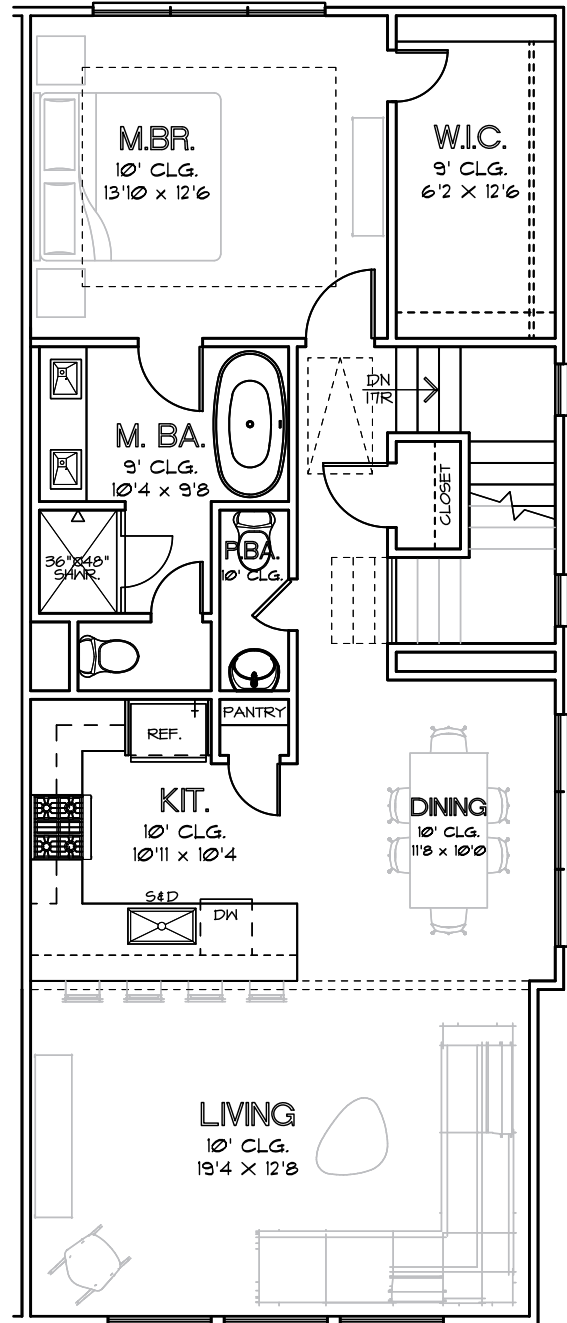 M.BR.
10' CLG.
13'10 x 12'6
W.I.C.
9' CLG.
6'2 X 12'6
DN
17R
M. BA.
9' CLG.
10'4 x 9'8
CLOSET
P.BA.
10' CLG.
36"x48"
SHWR.
PANTRY
REF.
KIT.
10' CLG.
10'11 x 10'4
DINING
10' CLG.
11'8 x 10'0
S&D
DW
LIVING
10' CLG.
19'4 X 12'8